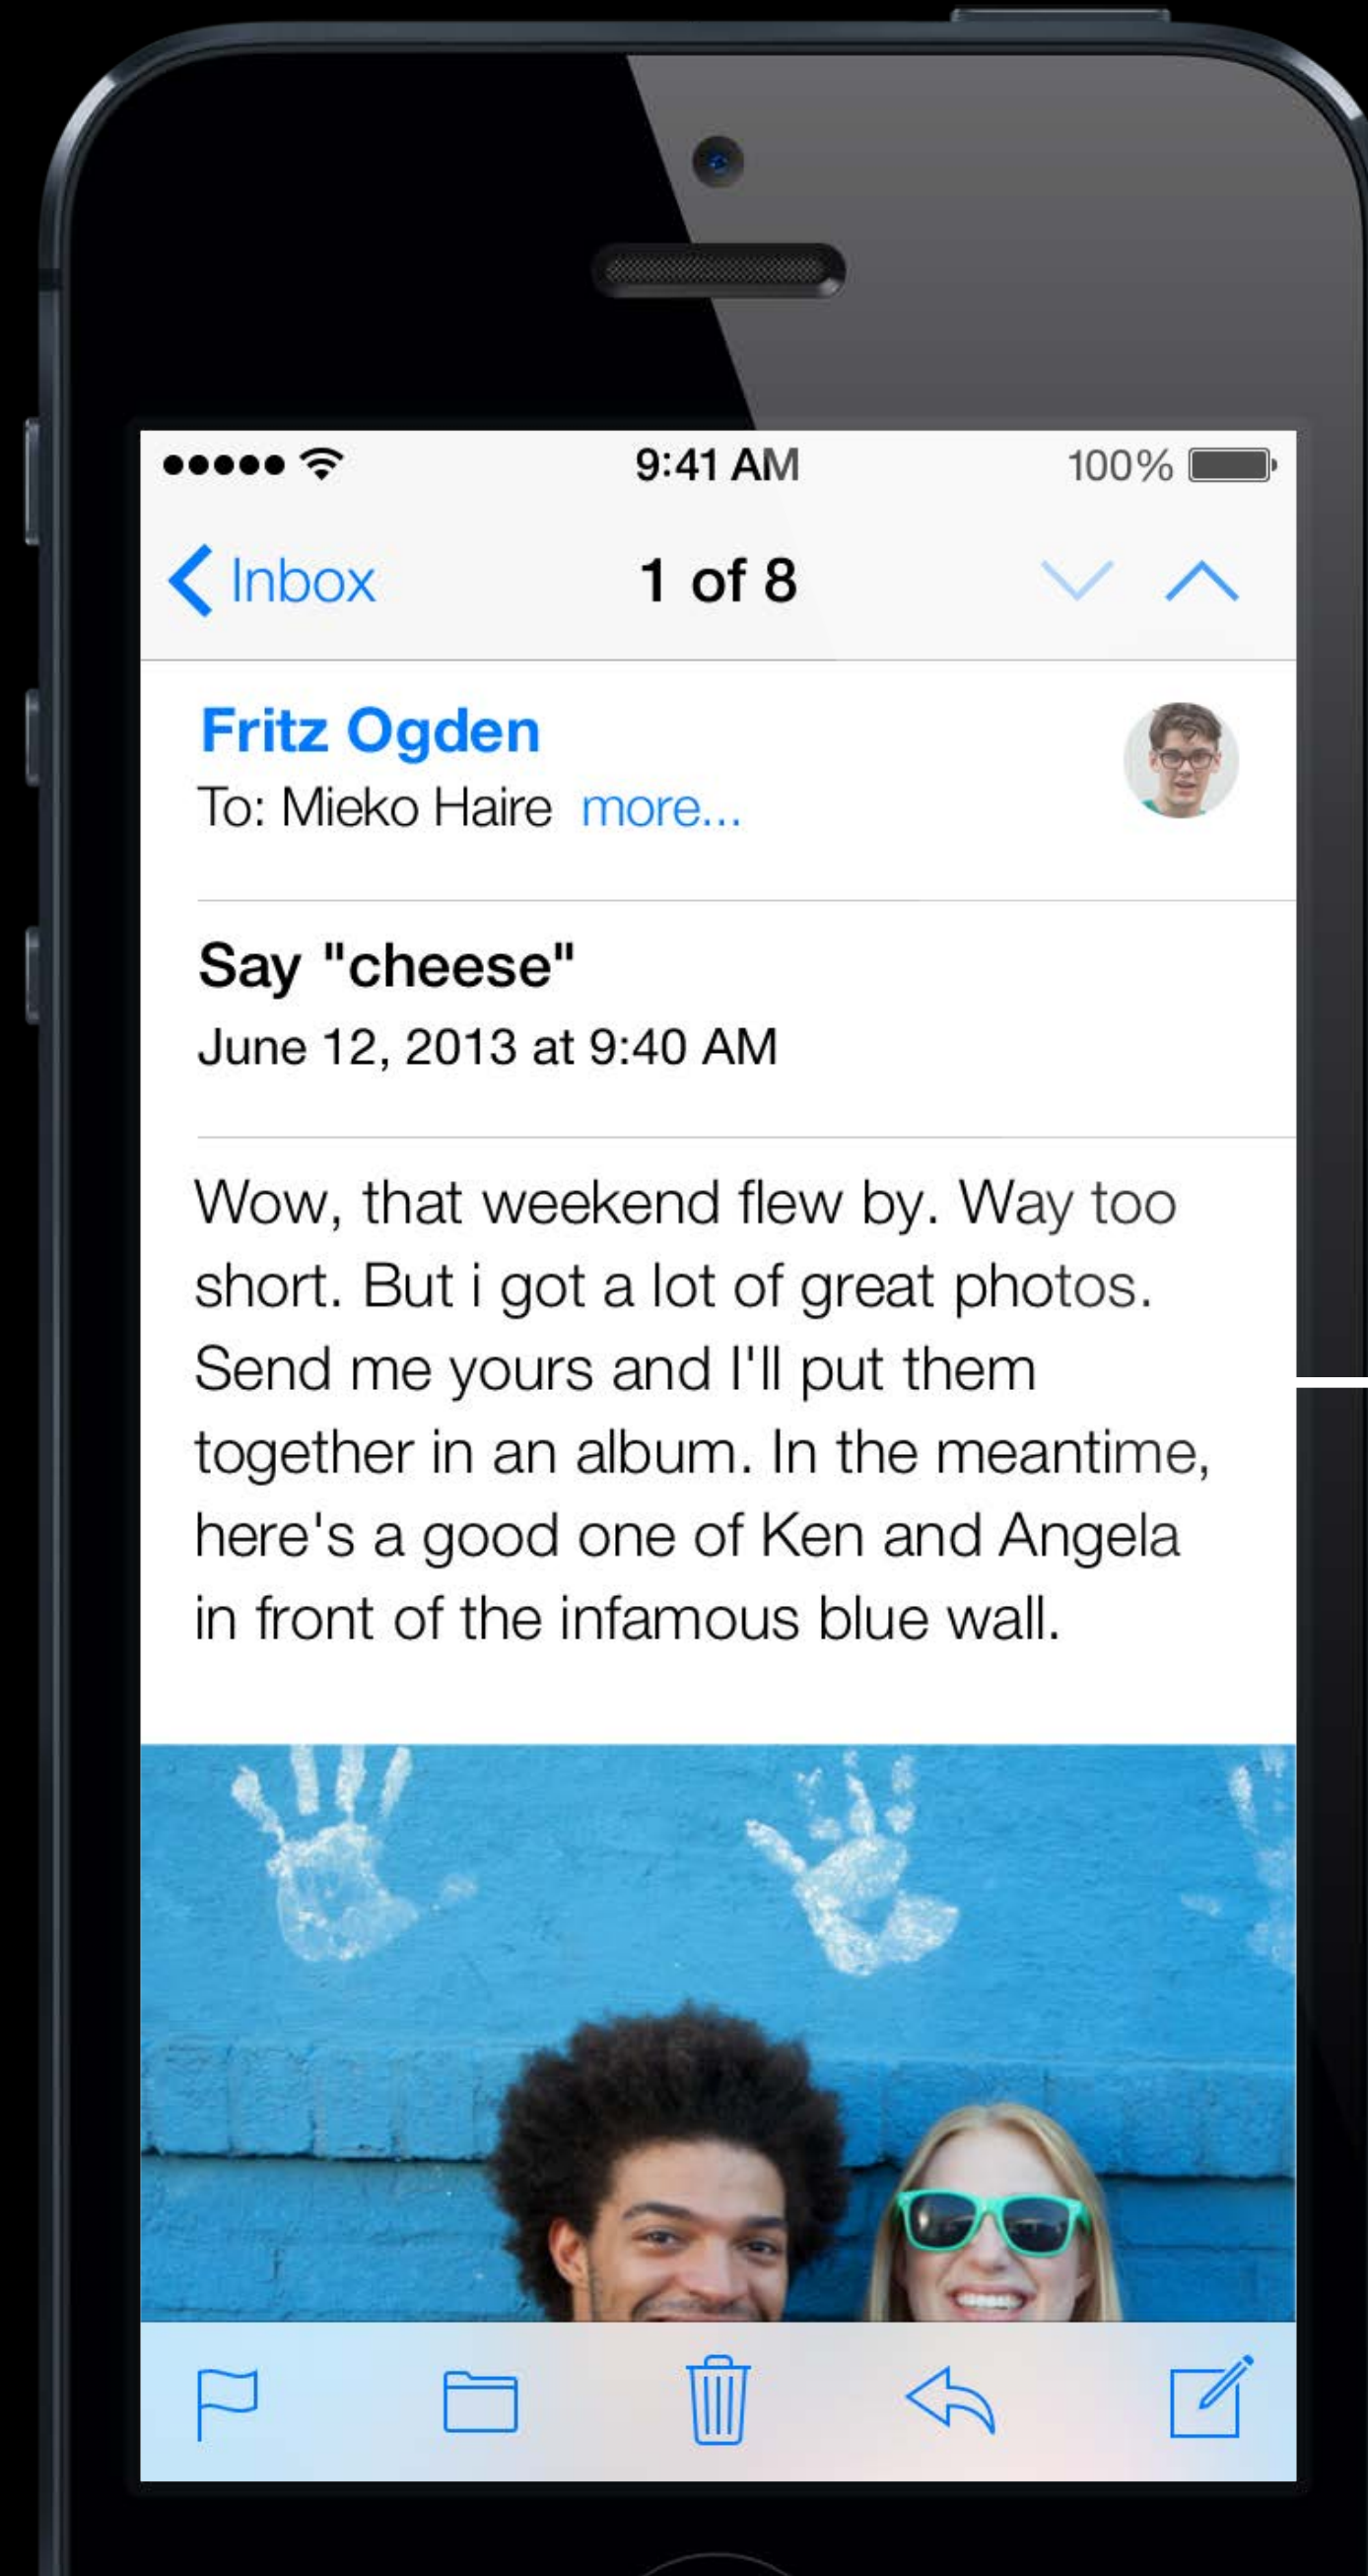 9:41 AM 100%
Inbox 1 of 8
Fritz Ogden
To: Mieko Haire more...
Say "cheese"
June 12, 2013 at 9:40 AM
Wow, that weekend flew by. Way too
short. But i got a lot of great photos.
Send me yours and I'll put them
together in an album. In the meantime,
here's a good one of Ken and Angela
in front of the infamous blue wall.